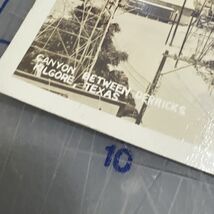 CANYON BETWEEN DERRICKS
KILGORE, TEXAS
10